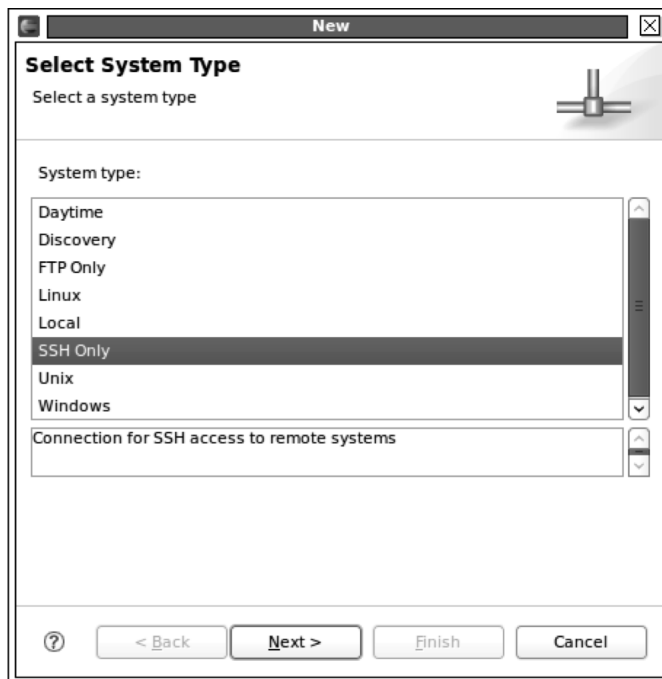 New
Select System Type
Select a system type
System type:
Daytime
Discovery
FTP Only
Linux
Local
SSH Only
Unix
Windows
Connection for SSH access to remote systems
? < Back Next > Finish Cancel